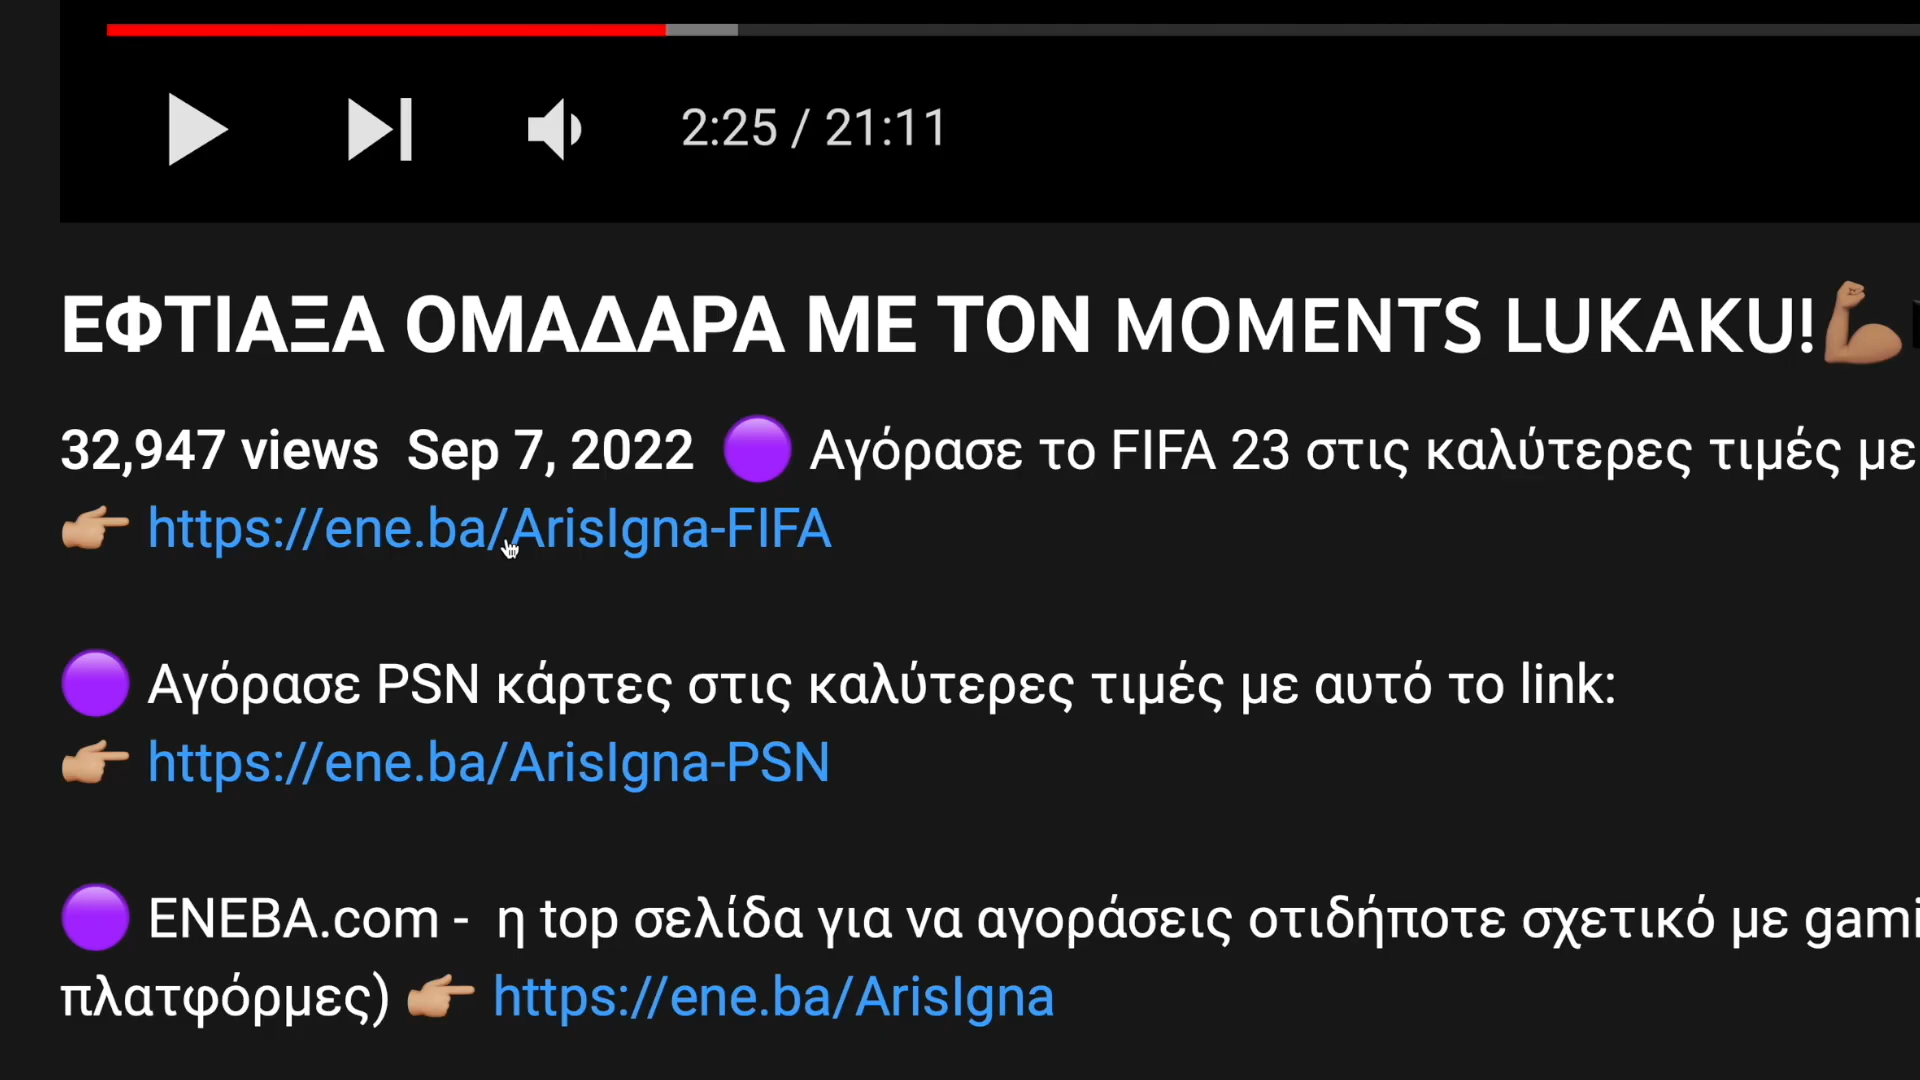 2:25 / 21:11
ΕΦΤΙΑΞΑ ΟΜΑΔΑΡΑ ΜΕ ΤΟΝ MOMENTS LUKAKU!💪🏽
32,947 views Sep 7, 2022 🟣 Αγόρασε το FIFA 23 στις καλύτερες τιμές με
👉🏼 https://ene.ba/ArisIgna-FIFA
🟣 Αγόρασε PSN κάρτες στις καλύτερες τιμές με αυτό το link:
👉🏼 https://ene.ba/ArisIgna-PSN
🟣 ENEBA.com - η top σελίδα για να αγοράσεις οτιδήποτε σχετικό με gami
πλατφόρμες) 👉🏼 https://ene.ba/ArisIgna